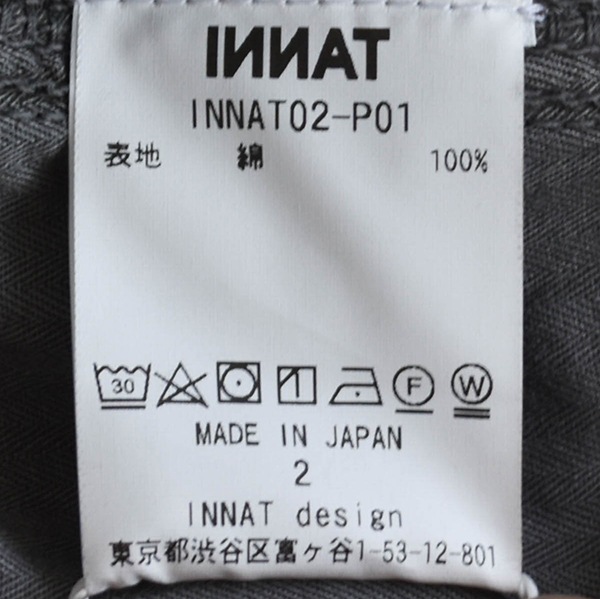 INNAT
INNAT02-P01
表地 綿 100%
30 F W
MADE IN JAPAN
2
INNAT design
東京都渋谷区富ヶ谷1-53-12-801